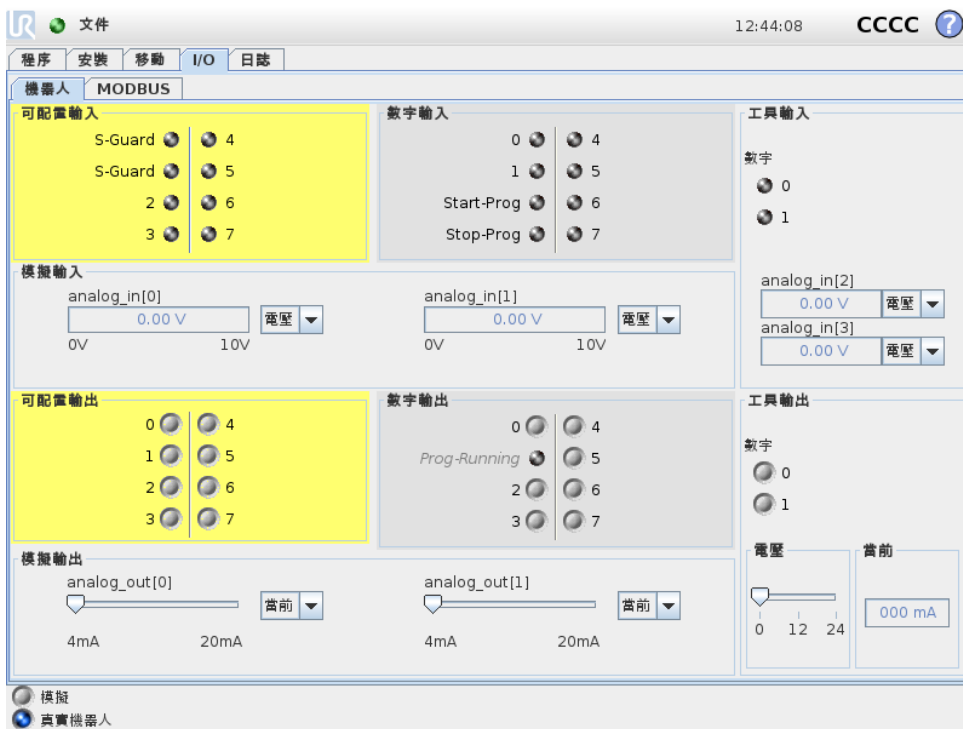 UR 文件 12:44:08 CCCC ?
程序 安裝 移動 I/O 日誌
機器人 MODBUS
可配置輸入
S-Guard 4
S-Guard 5
2 6
3 7
數字輸入
0 4
1 5
Start-Prog 6
Stop-Prog 7
工具輸入
數字
0
1
模擬輸入
analog_in[0]
0.00 V 電壓
0V 10V
analog_in[1]
0.00 V 電壓
0V 10V
analog_in[2]
0.00 V 電壓
analog_in[3]
0.00 V 電壓
可配置輸出
0 4
1 5
2 6
3 7
數字輸出
0 4
Prog-Running 5
2 6
3 7
工具輸出
數字
0
1
模擬輸出
analog_out[0]
當前
4mA 20mA
analog_out[1]
當前
4mA 20mA
電壓
0 12 24
當前
000 mA
模擬
真實機器人